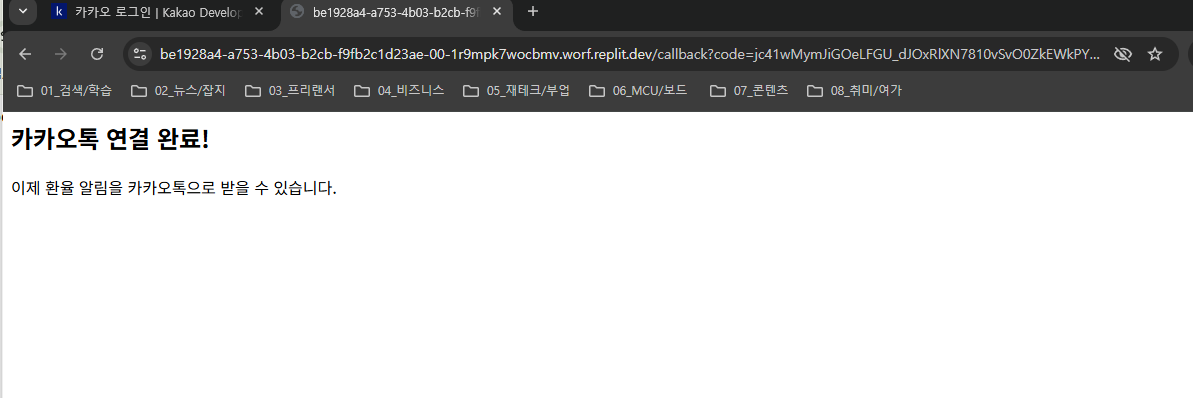 카카오 로그인 | Kakao Develop
be1928a4-a753-4b03-b2cb-f9f
be1928a4-a753-4b03-b2cb-f9fb2c1d23ae-00-1r9mpk7wocbmv.worf.replit.dev/callback?code=jc41wMymJiGOeLFGU_dJOxRlXN7810vSvO0ZkEWkPY...
01_검색/학습 02_뉴스/잡지 03_프리랜서 04_비즈니스 05_재테크/부업 06_MCU/보드 07_콘텐츠 08_취미/여가
카카오톡 연결 완료!
이제 환율 알림을 카카오톡으로 받을 수 있습니다.